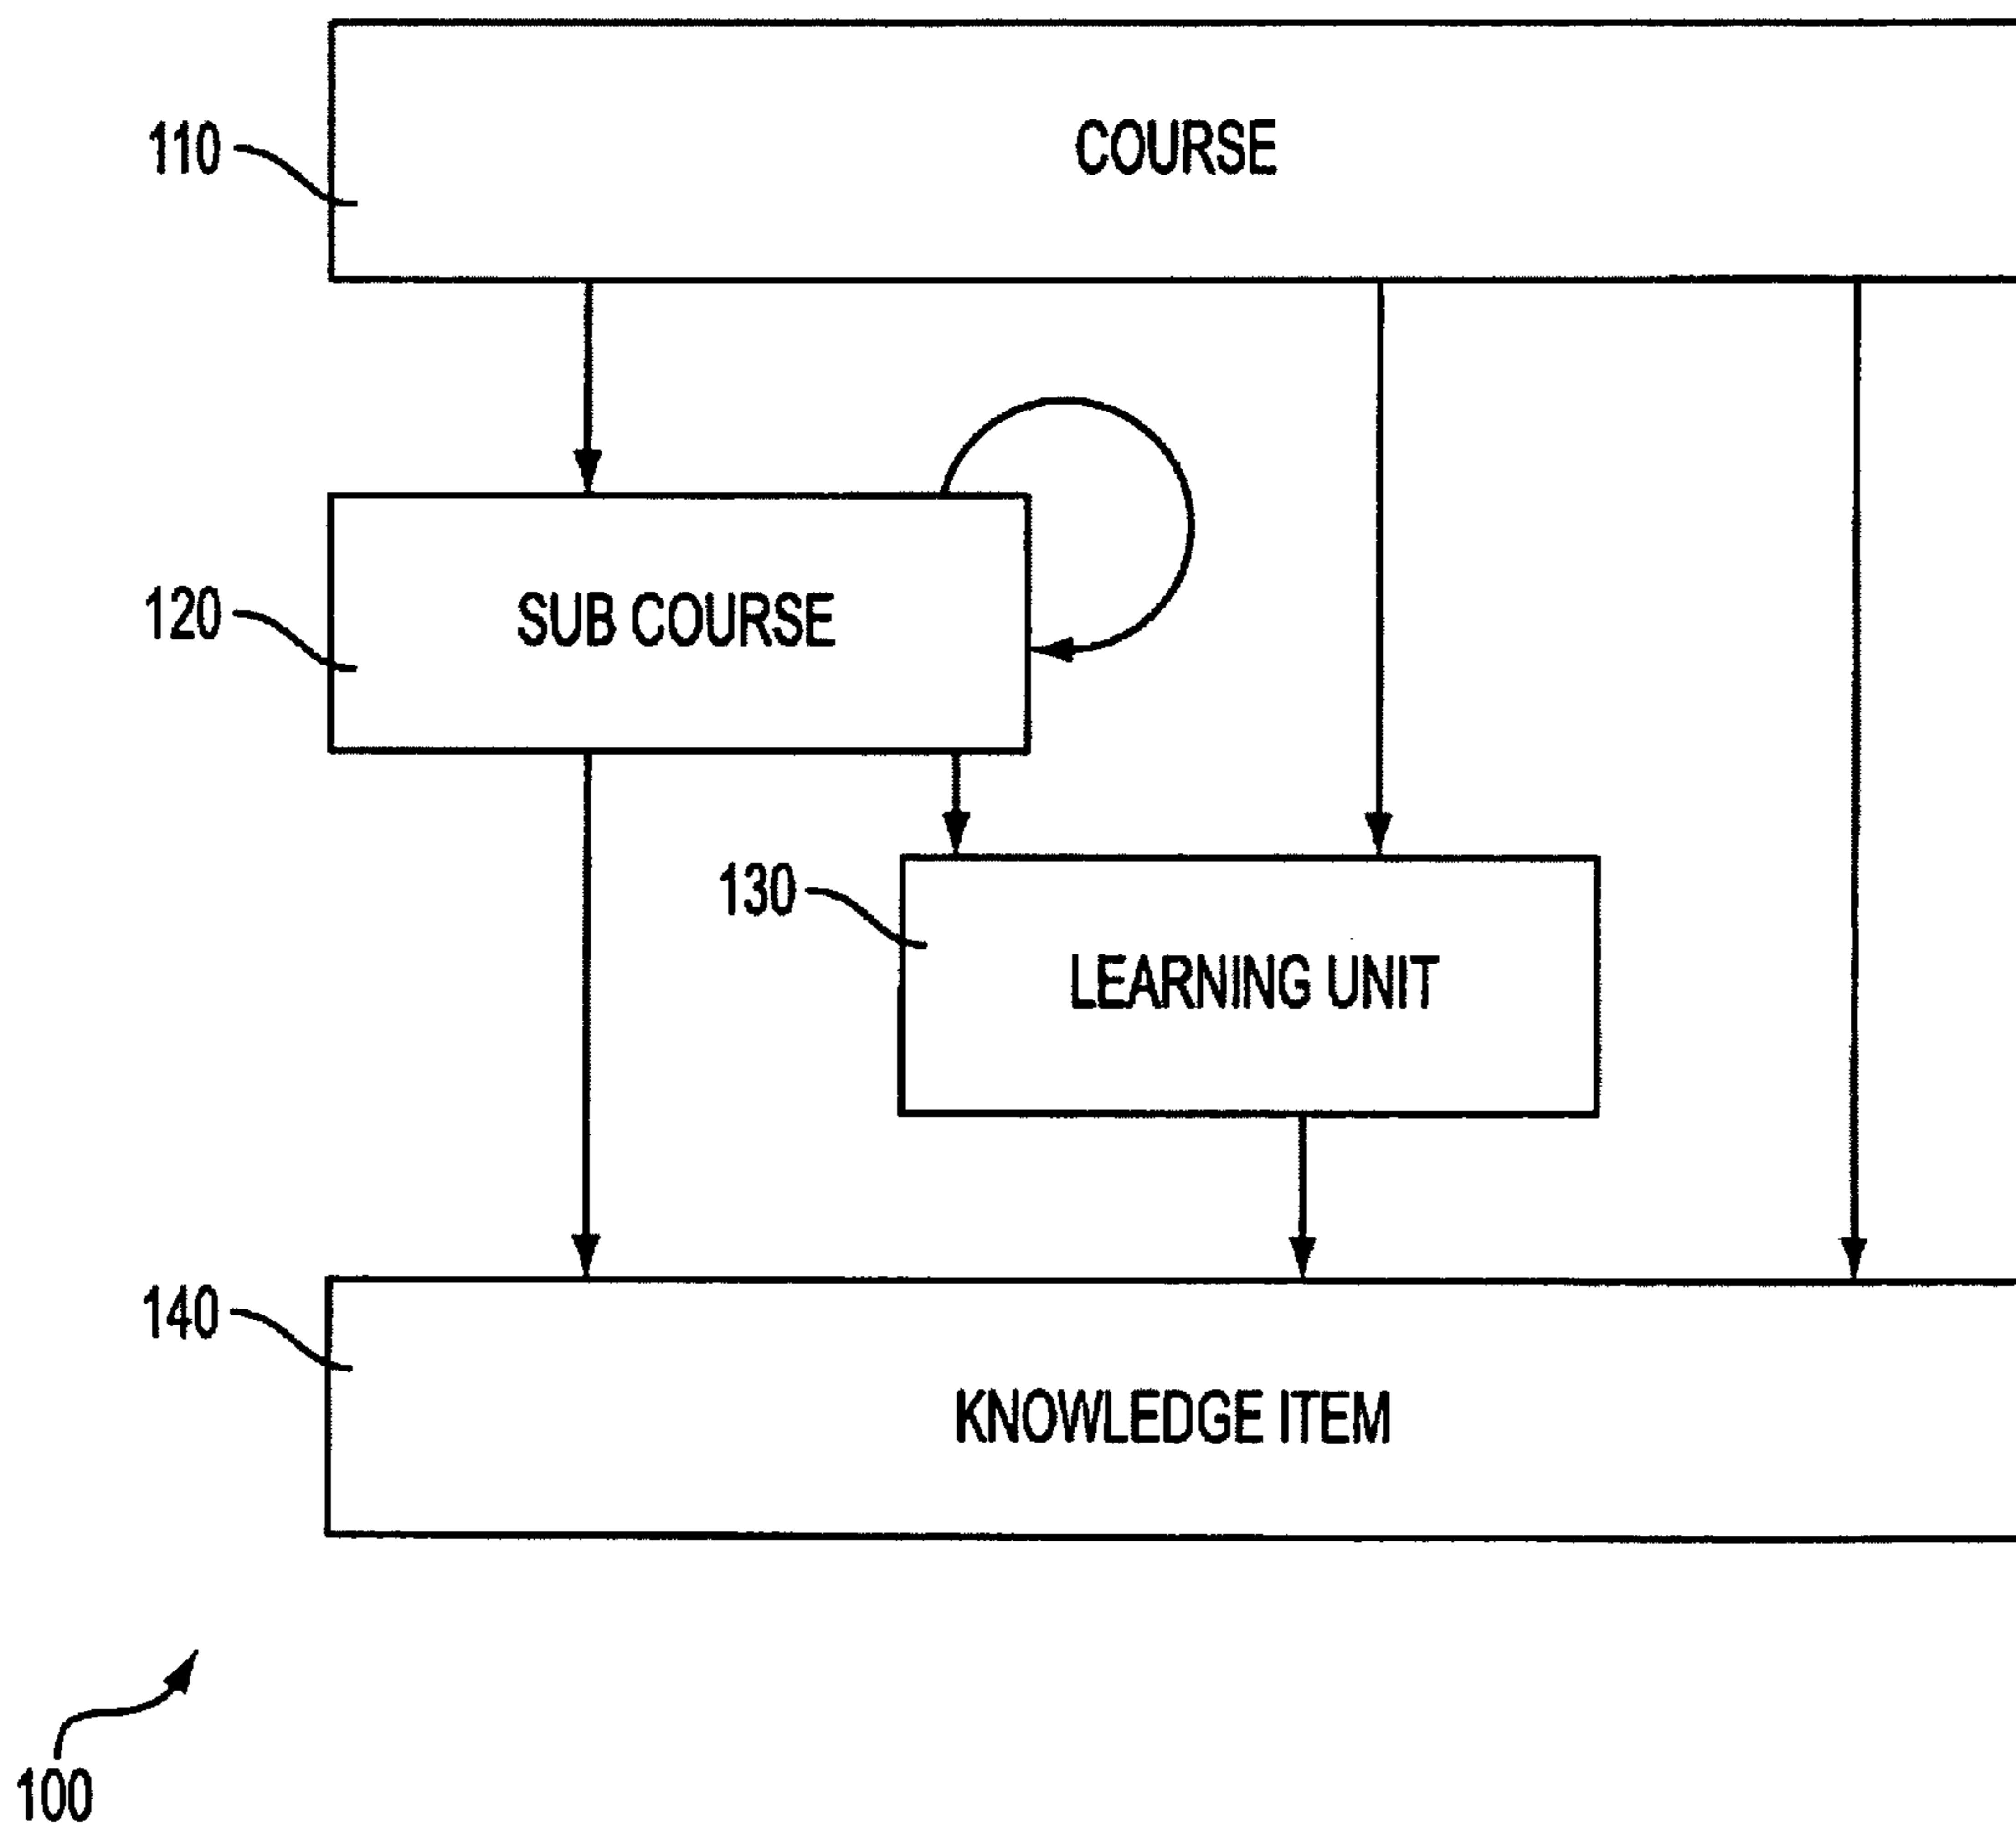 COURSE
110
SUB COURSE
120
130
LEARNING UNIT
140
KNOWLEDGE ITEM
100